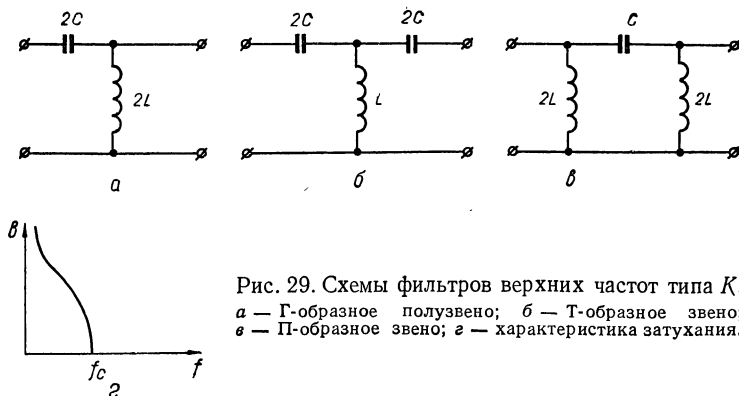 2C 2C 2C C
2L L 2L 2L
а б в
в
fc f
г
Рис. 29. Схемы фильтров верхних частот типа К
а — Г-образное полузвено; б — Т-образное звено;
в — П-образное звено; г — характеристика затухания.